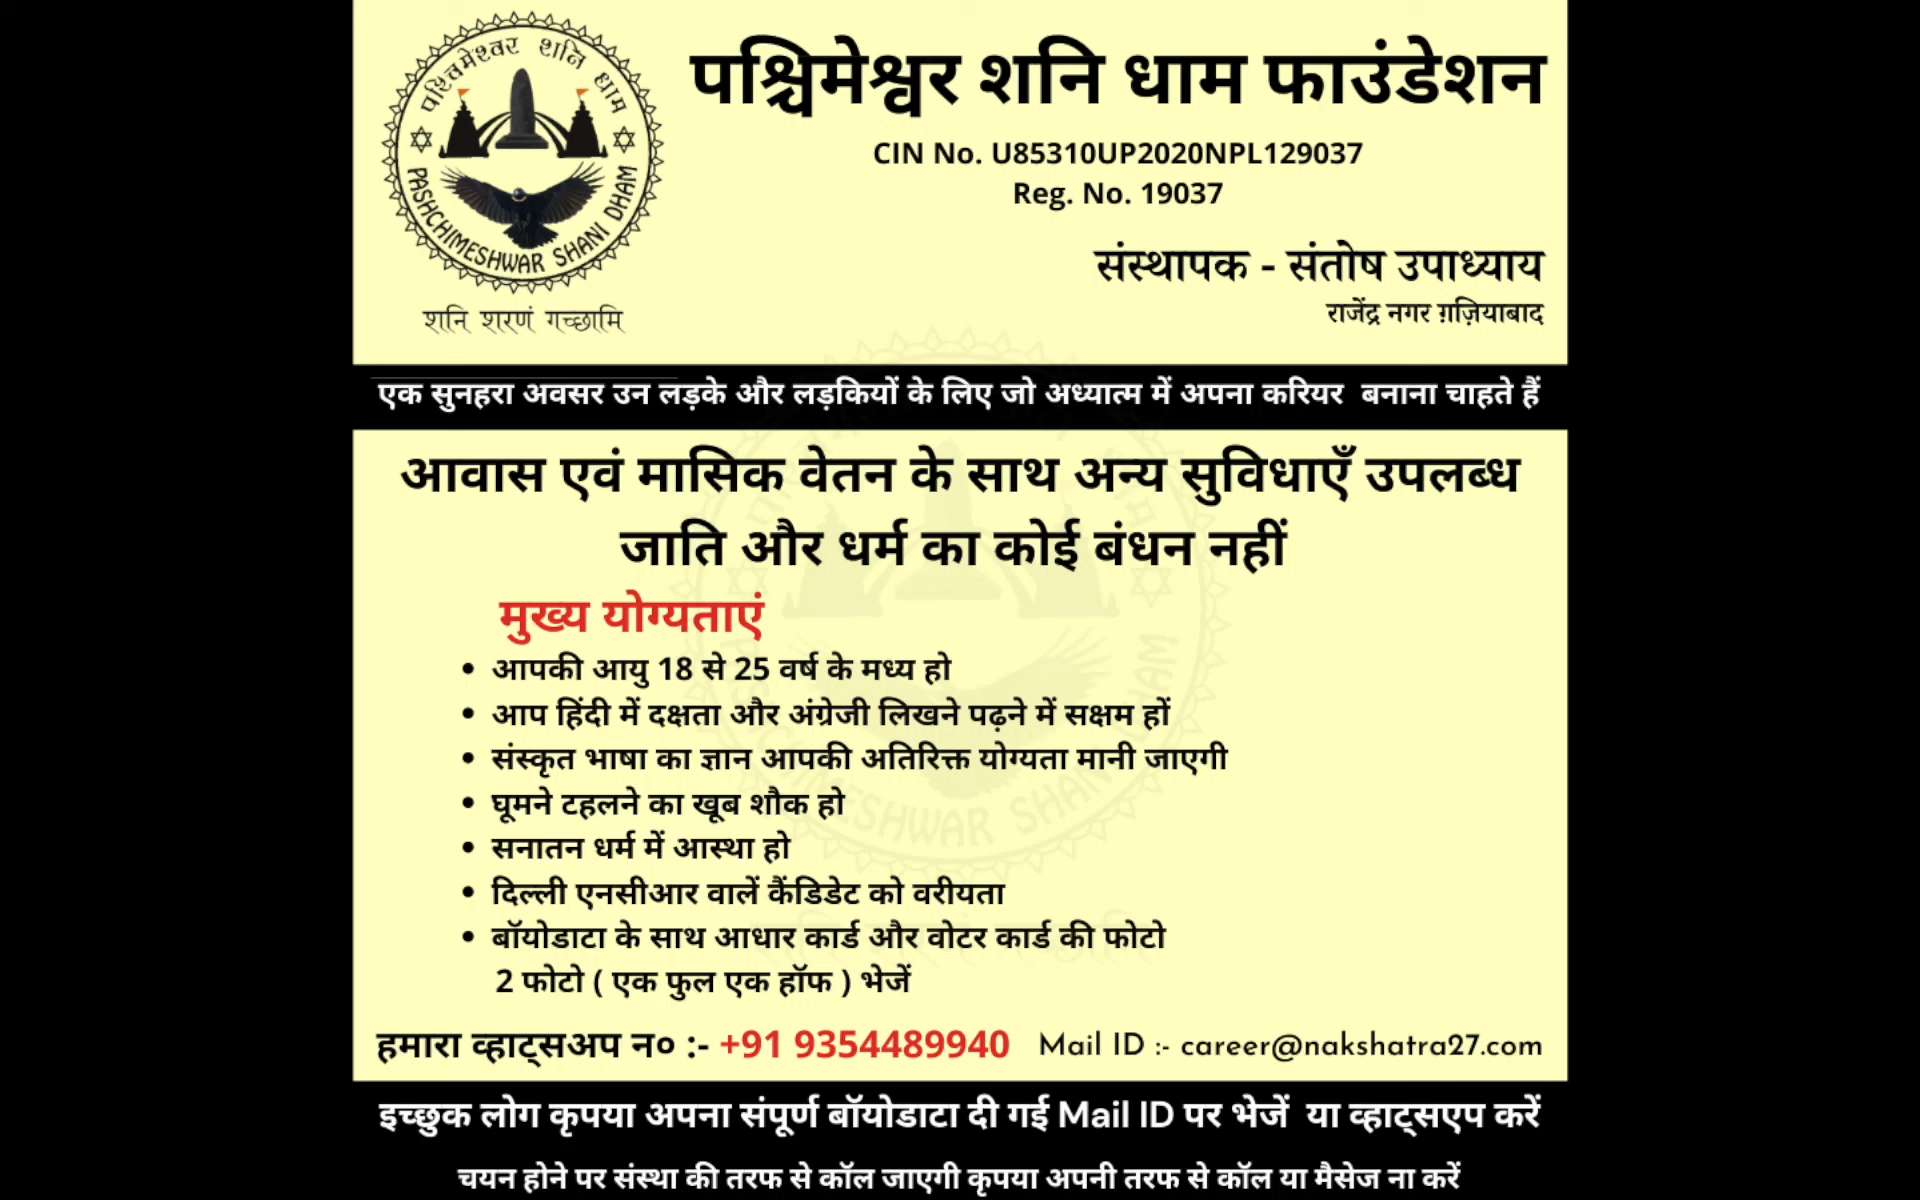 पश्चिमेश्वर शनि धाम
PASHCHIMESHWAR SHANI DHAM
शनि शरणं गच्छामि
पश्चिमेश्वर शनि धाम फाउंडेशन
CIN No. U85310UP2020NPL129037
Reg. No. 19037
संस्थापक - संतोष उपाध्याय
राजेंद्र नगर ग़ज़ियाबाद
एक सुनहरा अवसर उन लड़के और लड़कियों के लिए जो अध्यात्म में अपना करियर बनाना चाहते हैं
आवास एवं मासिक वेतन के साथ अन्य सुविधाएँ उपलब्ध
जाति और धर्म का कोई बंधन नहीं
मुख्य योग्यताएं
• आपकी आयु 18 से 25 वर्ष के मध्य हो
• आप हिंदी में दक्षता और अंग्रेजी लिखने पढ़ने में सक्षम हों
• संस्कृत भाषा का ज्ञान आपकी अतिरिक्त योग्यता मानी जाएगी
• घूमने टहलने का खूब शौक हो
• सनातन धर्म में आस्था हो
• दिल्ली एनसीआर वालें कैंडिडेट को वरीयता
• बॉयोडाटा के साथ आधार कार्ड और वोटर कार्ड की फोटो
2 फोटो ( एक फुल एक हॉफ ) भेजें
हमारा व्हाट्सअप न० :- +91 9354489940 Mail ID :- career@nakshatra27.com
इच्छुक लोग कृपया अपना संपूर्ण बॉयोडाटा दी गई Mail ID पर भेजें या व्हाट्सएप करें
चयन होने पर संस्था की तरफ से कॉल जाएगी कृपया अपनी तरफ से कॉल या मैसेज ना करें